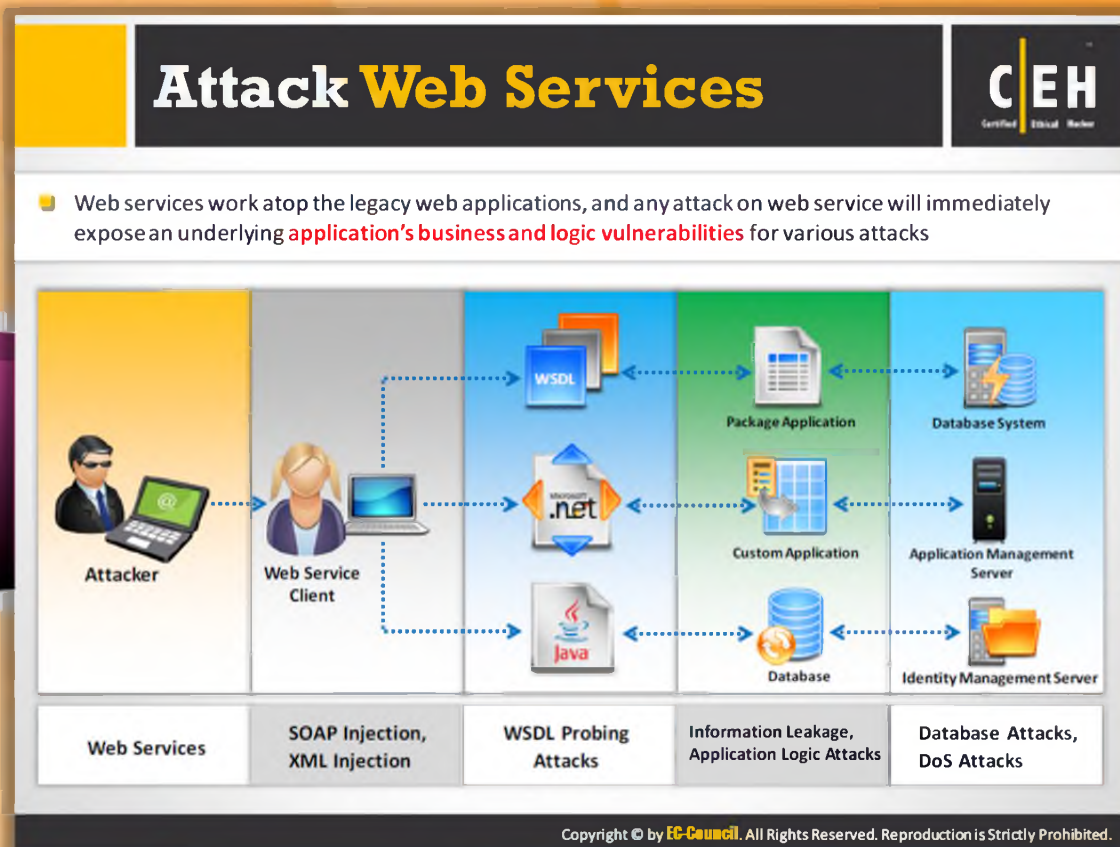 Attack Web Services
CEH
Certified Ethical Hacker
Web services work atop the legacy web applications, and any attack on web service will immediately
expose an underlying application's business and logic vulnerabilities for various attacks
WSDL
Package Application
Database System
Attacker
Web Service
Client
Microsoft
.net
Custom Application
Application Management
Server
Java
Database
Identity Management Server
Web Services
SOAP Injection,
XML Injection
WSDL Probing
Attacks
Information Leakage,
Application Logic Attacks
Database Attacks,
DoS Attacks
Copyright © by EC-Council. All Rights Reserved. Reproduction is Strictly Prohibited.